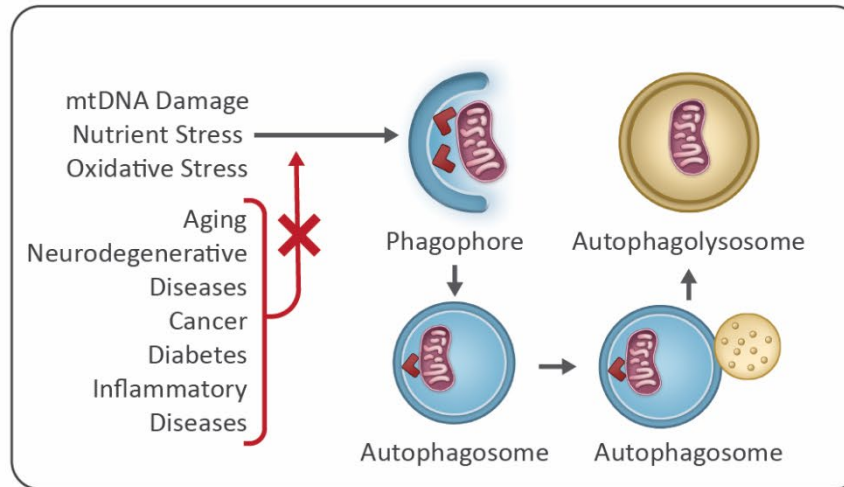 mtDNA Damage
Nutrient Stress
Oxidative Stress
Aging
Neurodegenerative
Diseases
Cancer
Diabetes
Inflammatory
Diseases
Phagophore
Autophagolysosome
Autophagosome
Autophagosome